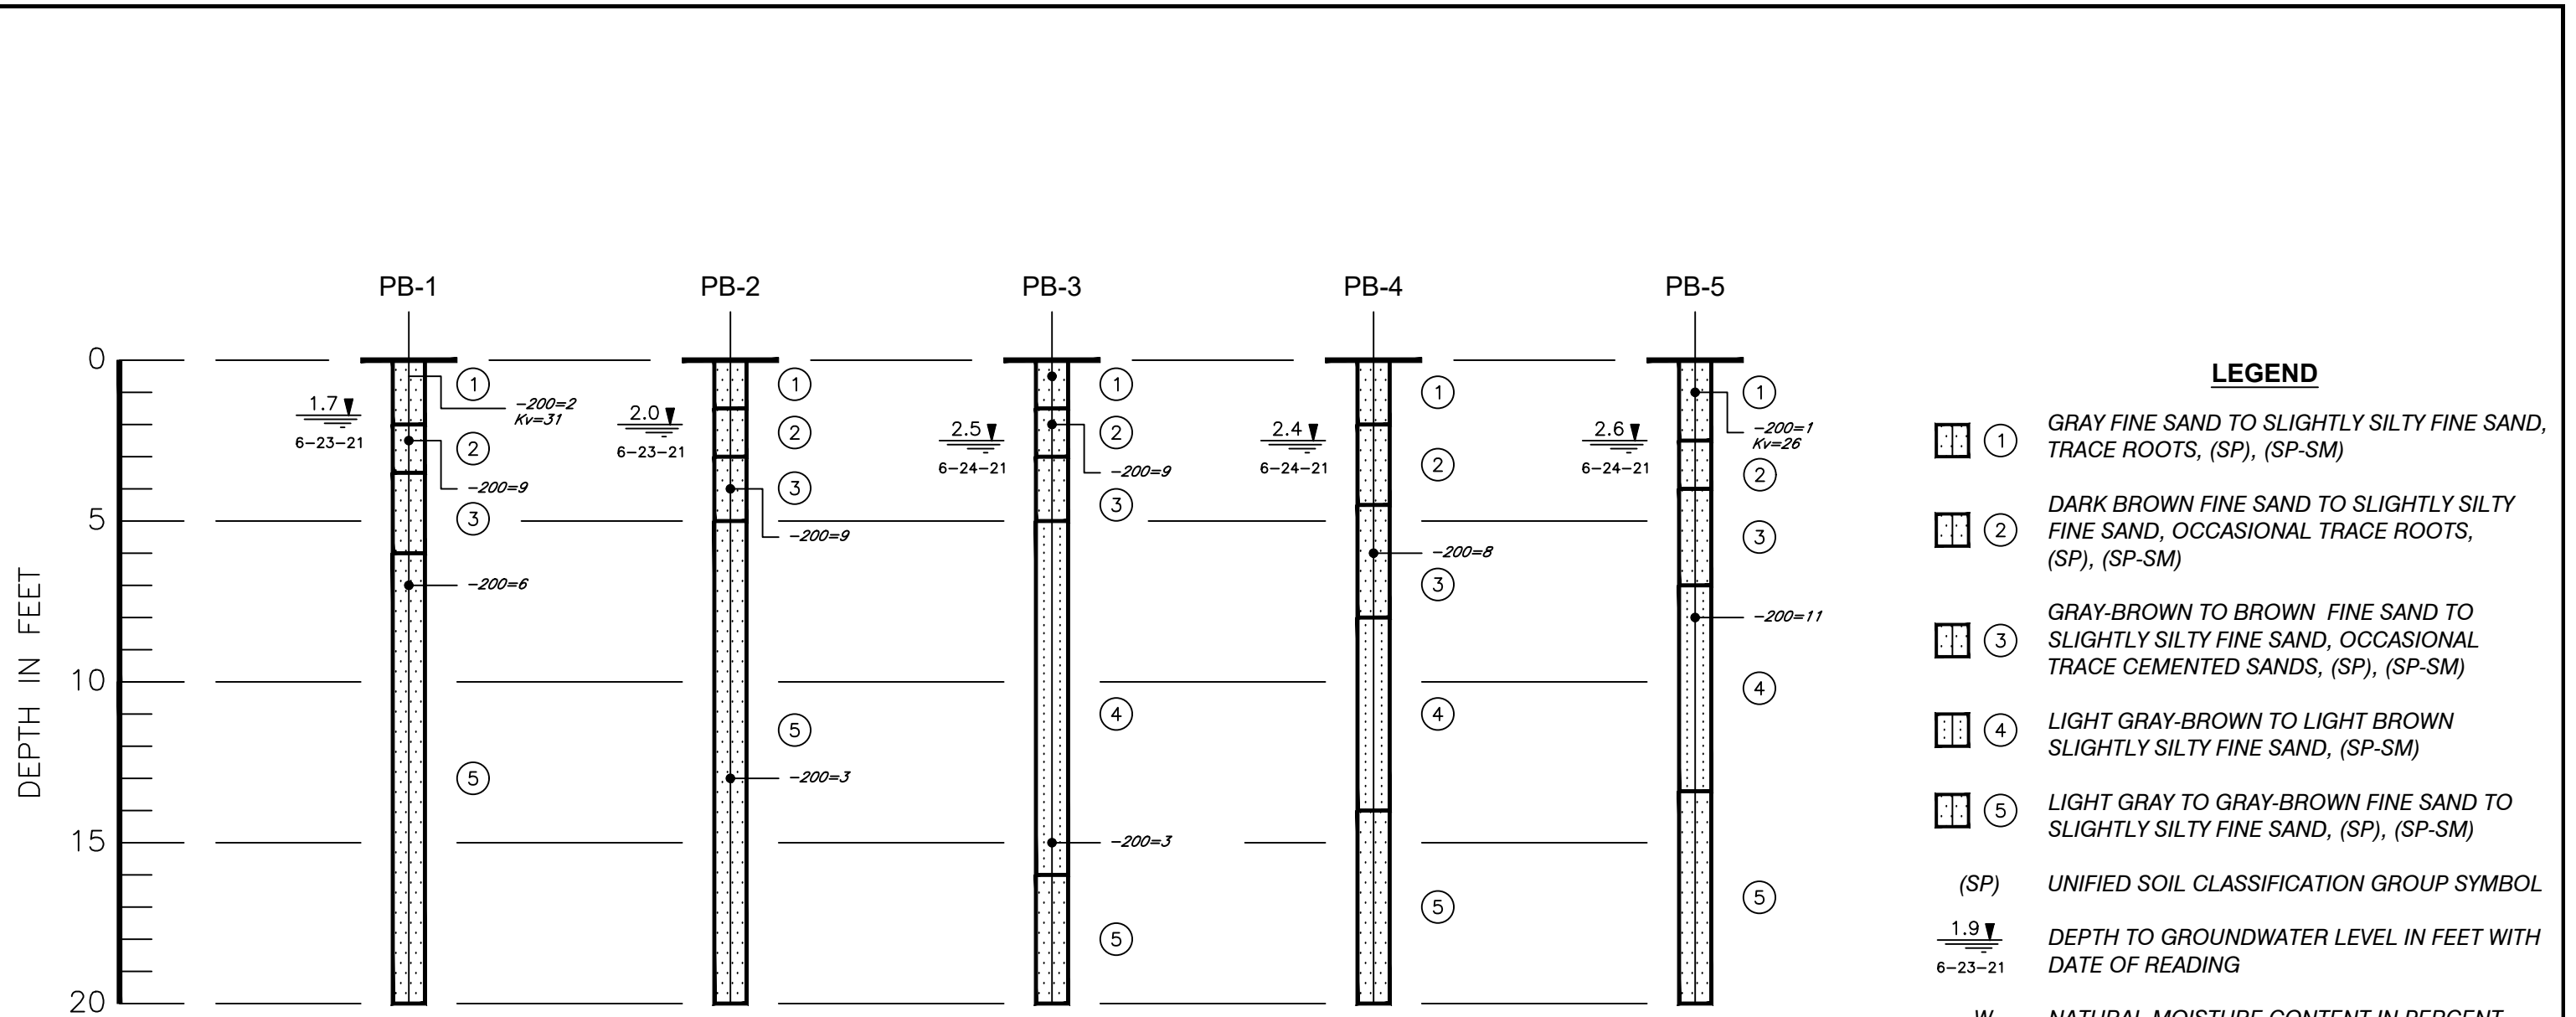 PB-1
PB-2
PB-3
PB-4
PB-5
DEPTH IN FEET
0
5
10
15
20
1.7
6-23-21
1
-200=2
Kv=31
2
-200=9
3
-200=6
5
2.0
6-23-21
1
2
3
-200=9
5
-200=3
2.5
6-24-21
1
2
-200=9
3
4
-200=3
5
2.4
6-24-21
1
2
-200=8
3
4
5
2.6
6-24-21
1
-200=1
Kv=26
2
3
-200=11
4
5
LEGEND
1 GRAY FINE SAND TO SLIGHTLY SILTY FINE SAND,
TRACE ROOTS, (SP), (SP-SM)
2 DARK BROWN FINE SAND TO SLIGHTLY SILTY
FINE SAND, OCCASIONAL TRACE ROOTS,
(SP), (SP-SM)
3 GRAY-BROWN TO BROWN FINE SAND TO
SLIGHTLY SILTY FINE SAND, OCCASIONAL
TRACE CEMENTED SANDS, (SP), (SP-SM)
4 LIGHT GRAY-BROWN TO LIGHT BROWN
SLIGHTLY SILTY FINE SAND, (SP-SM)
5 LIGHT GRAY TO GRAY-BROWN FINE SAND TO
SLIGHTLY SILTY FINE SAND, (SP), (SP-SM)
(SP) UNIFIED SOIL CLASSIFICATION GROUP SYMBOL
1.9 DEPTH TO GROUNDWATER LEVEL IN FEET WITH
6-23-21 DATE OF READING
W NATURAL MOISTURE CONTENT IN PERCENT